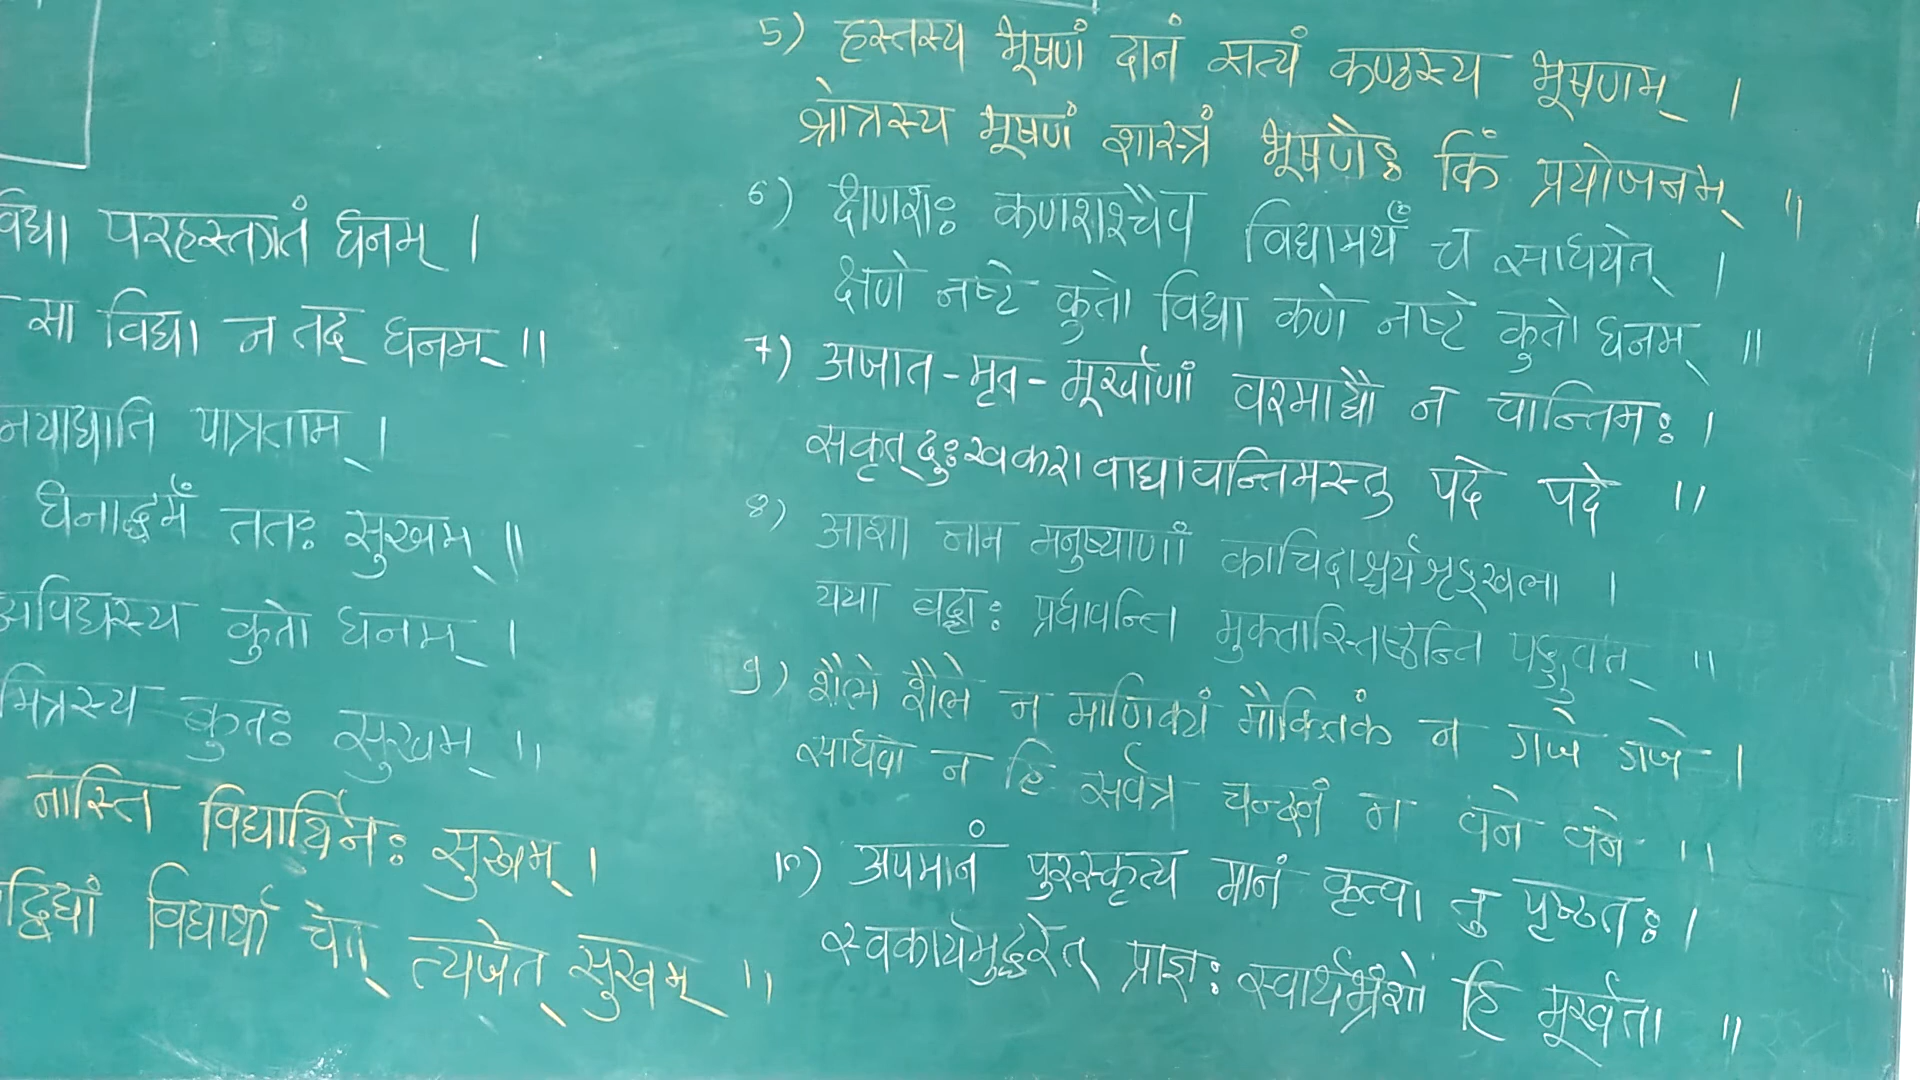 विद्या परहस्तगतं धनम् ।
सा विद्या न तद् धनम् ॥
पात्रताम् ।
धनाद्धर्मं ततः सुखम् ॥
कुतो धनम् ।
कुतः सुखम् ॥
नास्ति विद्यार्थिनः सुखम् ।
विद्यार्थी चेत् त्यजेत् सुखम् ॥
5) हस्तस्य भूषणं दानं सत्यं कण्ठस्य भूषणम् ।
श्रोत्रस्य भूषणं शास्त्रं भूषणैः किं प्रयोजनम् ॥
6) क्षणशः कणशश्चैव विद्यामर्थं च साधयेत् ।
क्षणे नष्टे कुतो विद्या कणे नष्टे कुतो धनम् ॥
7) अजात-मृत-मूर्खाणां वरमाद्यौ न चान्तिमः ।
सकृत् दुःखकरावाद्यावन्तिमस्तु पदे पदे ॥
8) आशा नाम मनुष्याणां काचिदाश्चर्यशृङ्खला ।
यया बद्धाः प्रधावन्ति मुक्तास्तिष्ठन्ति पङ्गुवत् ॥
9) शैले शैले न माणिक्यं मौक्तिकं न गजे गजे ।
साधवो न हि सर्वत्र चन्दनं न वने वने ॥
10) अपमानं पुरस्कृत्य मानं कृत्वा तु पृष्ठतः ।
स्वकार्यमुद्धरेत् प्राज्ञः स्वार्थभ्रंशो हि मूर्खता ॥